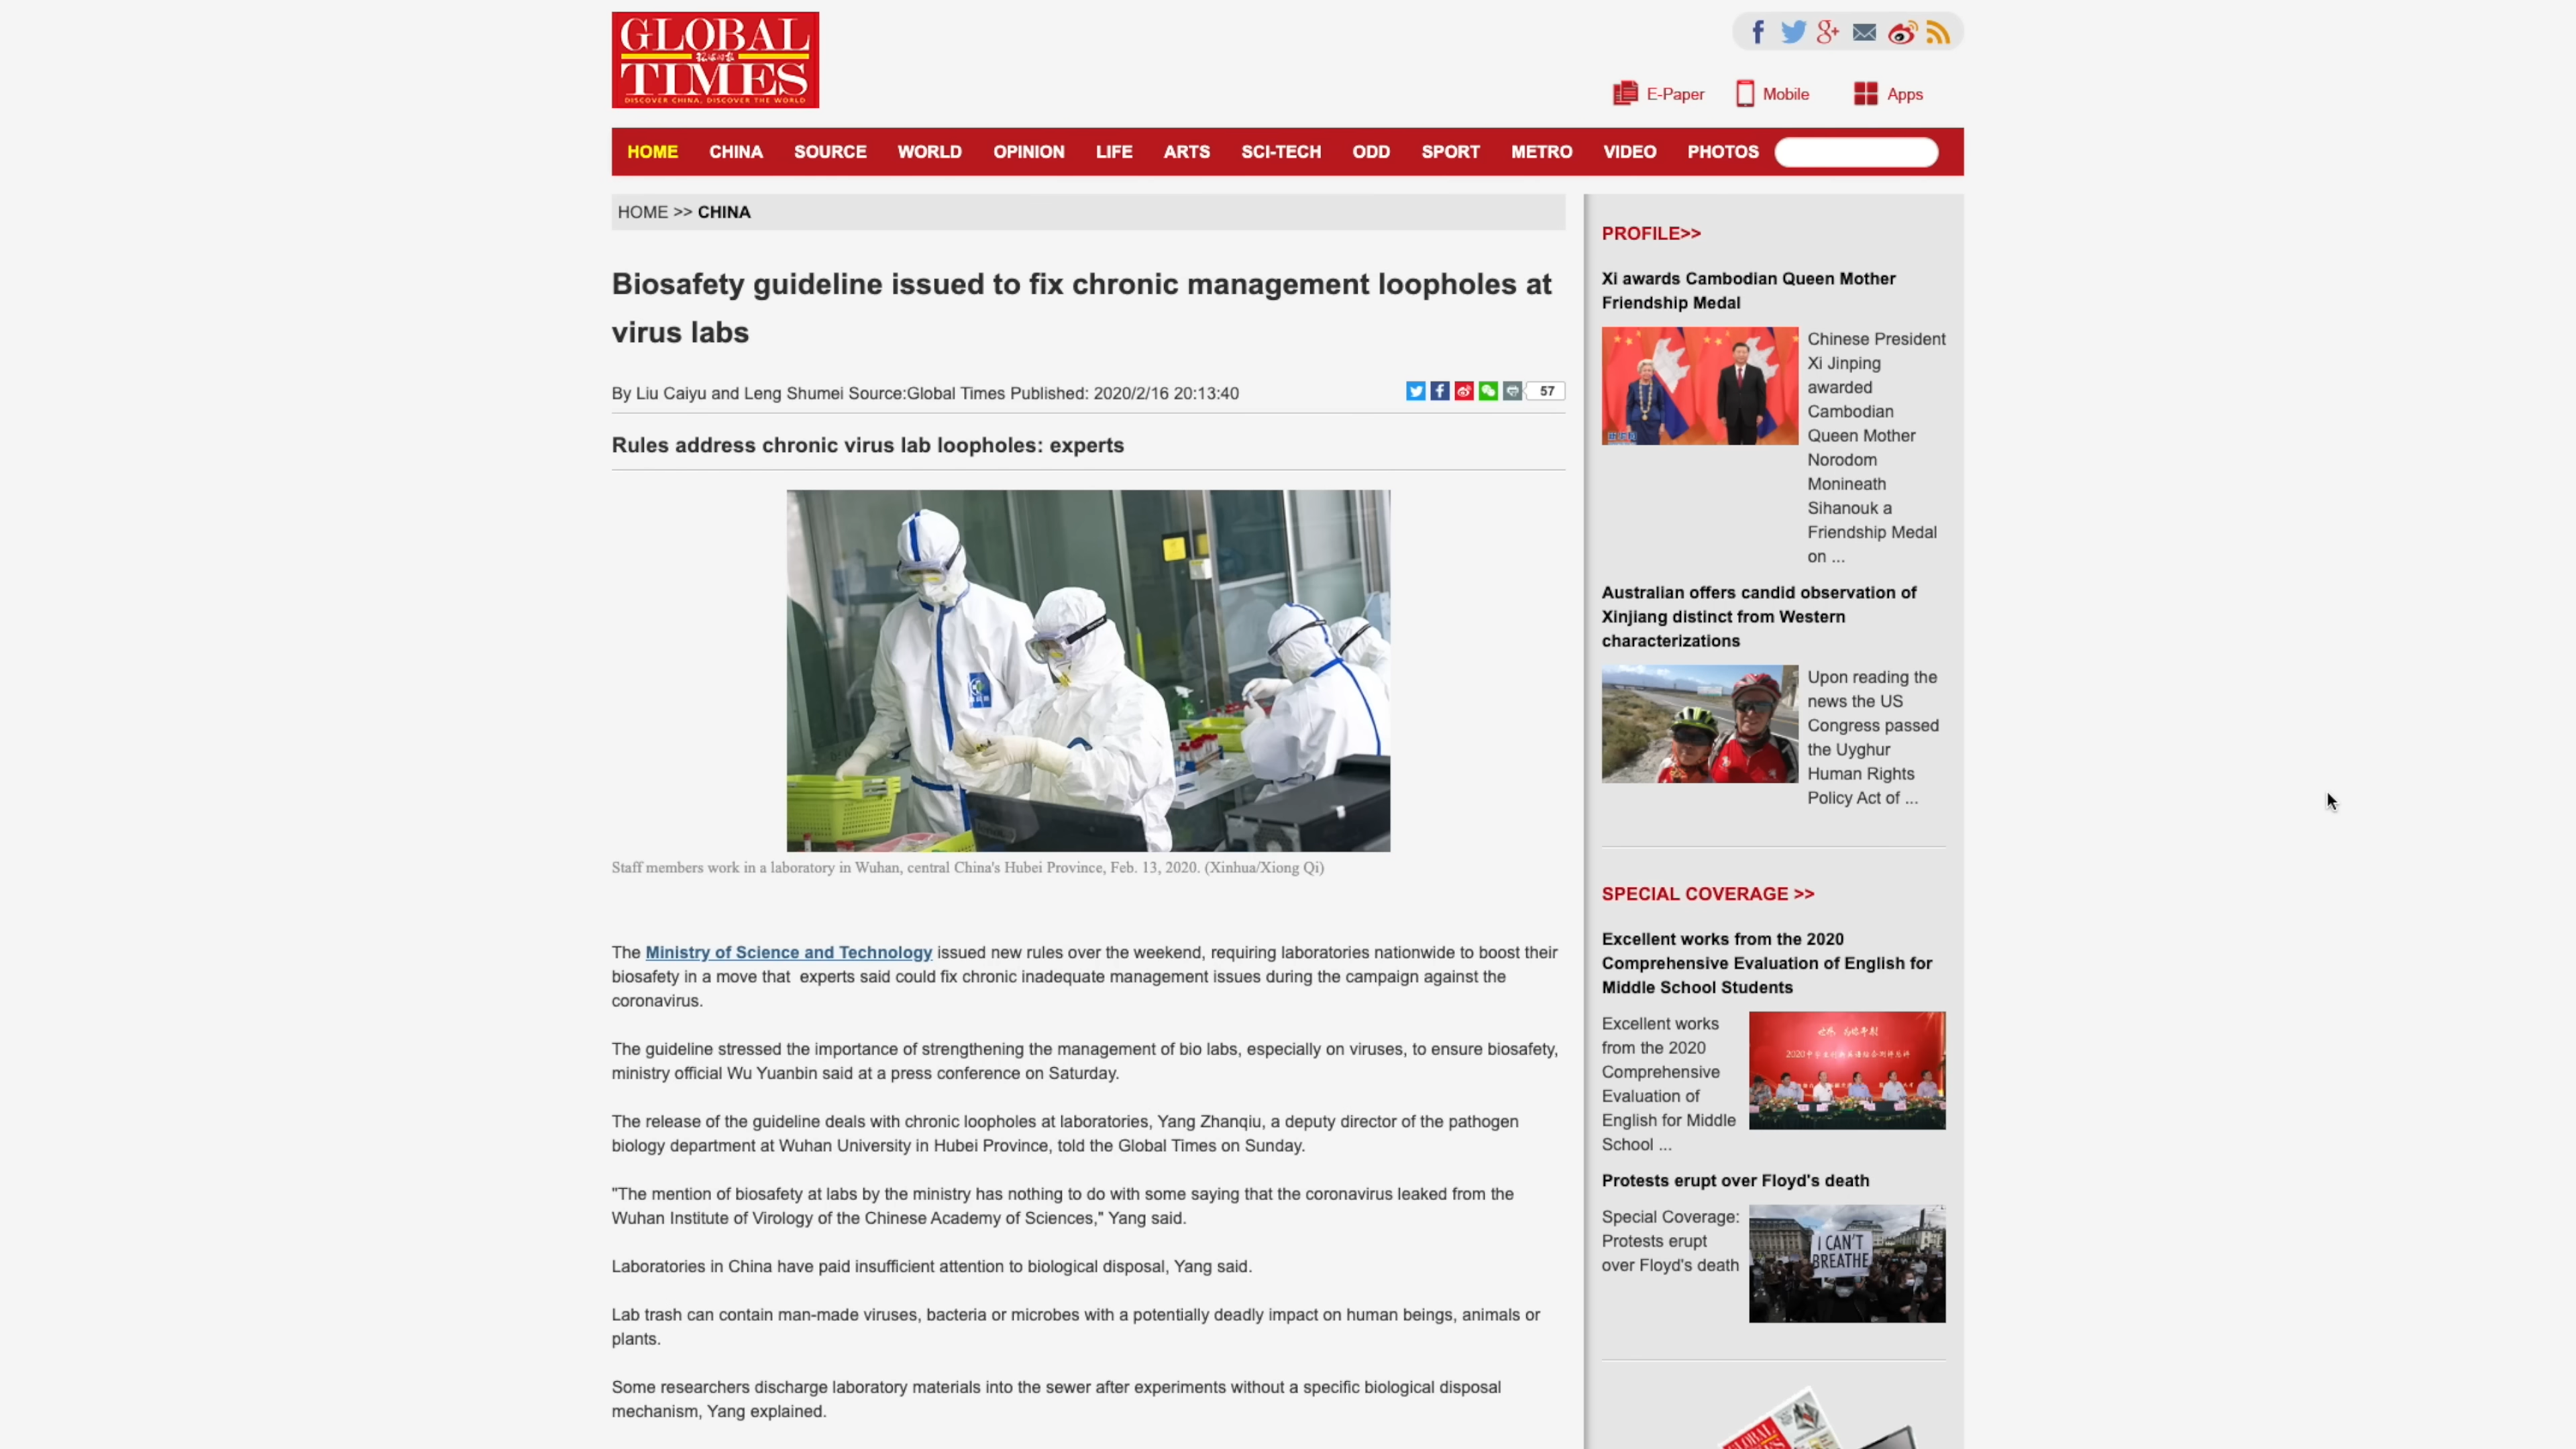 GLOBAL
环球时报
TIMES
DISCOVER CHINA, DISCOVER THE WORLD
E-Paper
Mobile
Apps
HOME CHINA SOURCE WORLD OPINION LIFE ARTS SCI-TECH ODD SPORT METRO VIDEO PHOTOS
HOME >> CHINA
Biosafety guideline issued to fix chronic management loopholes at
virus labs
By Liu Caiyu and Leng Shumei Source:Global Times Published: 2020/2/16 20:13:40
57
Rules address chronic virus lab loopholes: experts
Staff members work in a laboratory in Wuhan, central China's Hubei Province, Feb. 13, 2020. (Xinhua/Xiong Qi)
The Ministry of Science and Technology issued new rules over the weekend, requiring laboratories nationwide to boost their
biosafety in a move that  experts said could fix chronic inadequate management issues during the campaign against the
coronavirus.
The guideline stressed the importance of strengthening the management of bio labs, especially on viruses, to ensure biosafety,
ministry official Wu Yuanbin said at a press conference on Saturday.
The release of the guideline deals with chronic loopholes at laboratories, Yang Zhanqiu, a deputy director of the pathogen
biology department at Wuhan University in Hubei Province, told the Global Times on Sunday.
"The mention of biosafety at labs by the ministry has nothing to do with some saying that the coronavirus leaked from the
Wuhan Institute of Virology of the Chinese Academy of Sciences," Yang said.
Laboratories in China have paid insufficient attention to biological disposal, Yang said.
Lab trash can contain man-made viruses, bacteria or microbes with a potentially deadly impact on human beings, animals or
plants.
Some researchers discharge laboratory materials into the sewer after experiments without a specific biological disposal
mechanism, Yang explained.
PROFILE>>
Xi awards Cambodian Queen Mother
Friendship Medal
Chinese President
Xi Jinping
awarded
Cambodian
Queen Mother
Norodom
Monineath
Sihanouk a
Friendship Medal
on ...
Australian offers candid observation of
Xinjiang distinct from Western
characterizations
Upon reading the
news the US
Congress passed
the Uyghur
Human Rights
Policy Act of ...
SPECIAL COVERAGE >>
Excellent works from the 2020
Comprehensive Evaluation of English for
Middle School Students
Excellent works
from the 2020
Comprehensive
Evaluation of
English for Middle
School ...
Protests erupt over Floyd's death
Special Coverage:
Protests erupt
over Floyd's death
I CAN'T
BREATHE
GLOBAL